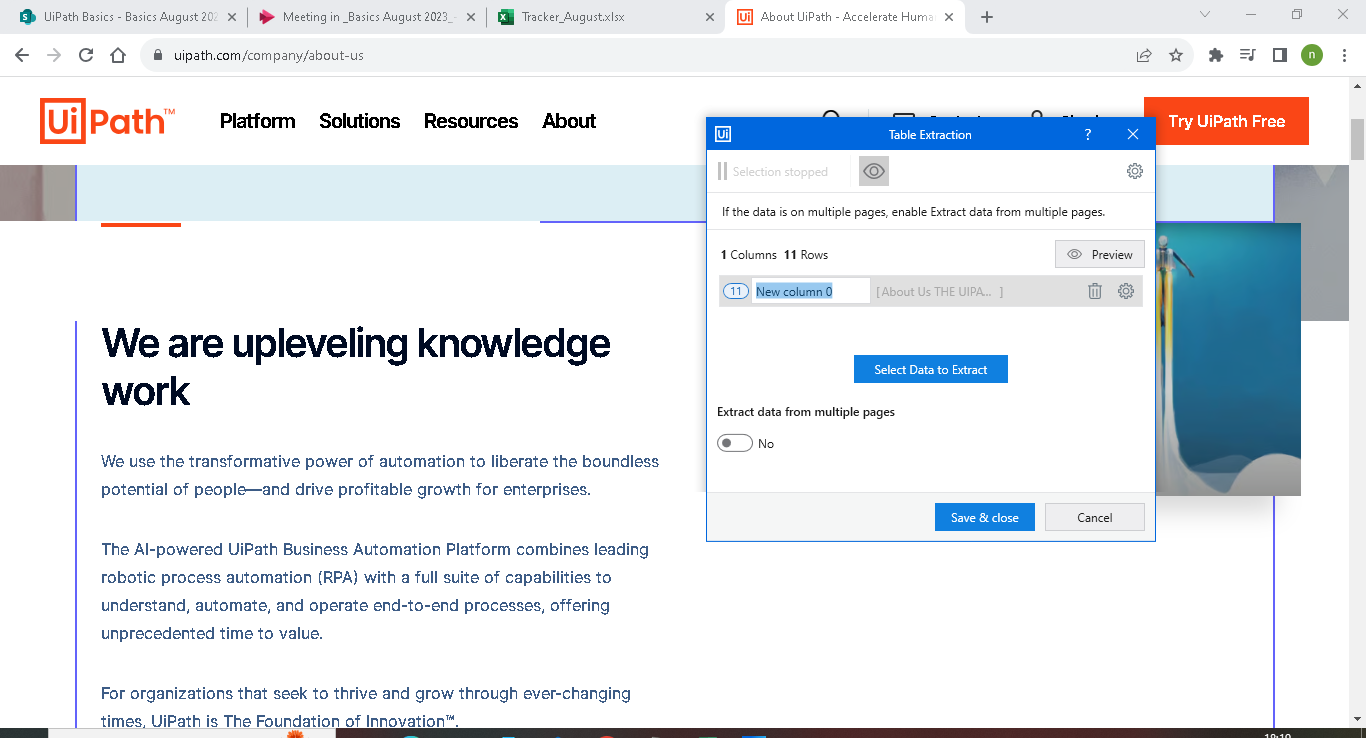 UiPath Basics - Basics August 202
Meeting in _Basics August 2023_-
Tracker_August.xlsx
About UiPath - Accelerate Huma
uipath.com/company/about-us
n
UiPath™
Platform
Solutions
Resources
About
Try UiPath Free
Ui
Table Extraction
?
Selection stopped
If the data is on multiple pages, enable Extract data from multiple pages.
1 Columns 11 Rows
Preview
11
New column 0
[About Us THE UIPA... ]
Select Data to Extract
Extract data from multiple pages
No
Save & close
Cancel
We are upleveling knowledge
work
We use the transformative power of automation to liberate the boundless
potential of people—and drive profitable growth for enterprises.
The AI-powered UiPath Business Automation Platform combines leading
robotic process automation (RPA) with a full suite of capabilities to
understand, automate, and operate end-to-end processes, offering
unprecedented time to value.
For organizations that seek to thrive and grow through ever-changing
times, UiPath is The Foundation of Innovation™.